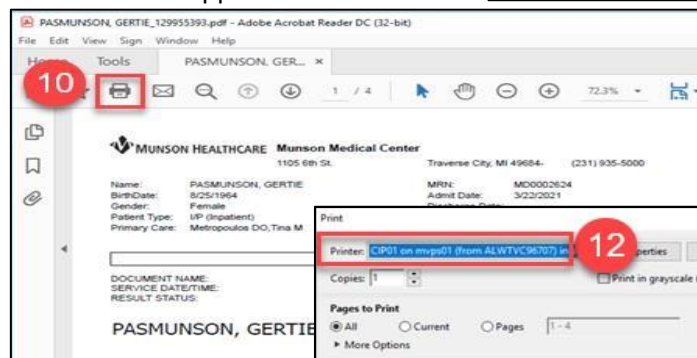 PASMUNSON, GERTIE_129955393.pdf - Adobe Acrobat Reader DC (32-bit)
File Edit View Sign Window Help
Tools PASMUNSON, GER... ×
10
1 / 4 72.3%
MUNSON HEALTHCARE Munson Medical Center
1105 6th St. Traverse City, MI 49684- (231) 935-5000
Name: PASMUNSON, GERTIE MRN: MD0002624
BirthDate: 8/25/1964 Admit Date: 3/22/2021
Gender: Female
Patient Type: I/P (Inpatient)
Primary Care: Metropoulos DO, Tina M
Print
Printer: CIP01 on mvps01 (from ALWTVC96707) in 12
Copies: 1 Print in grayscale
DOCUMENT NAME:
SERVICE DATE/TIME:
RESULT STATUS:
Pages to Print
All Current Pages 1 - 4
More Options
PASMUNSON, GERTIE